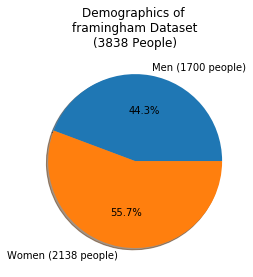 Demographics of
framingham Dataset
(3838 People)
Men (1700 people)
44.3%
55.7%
Women (2138 people)